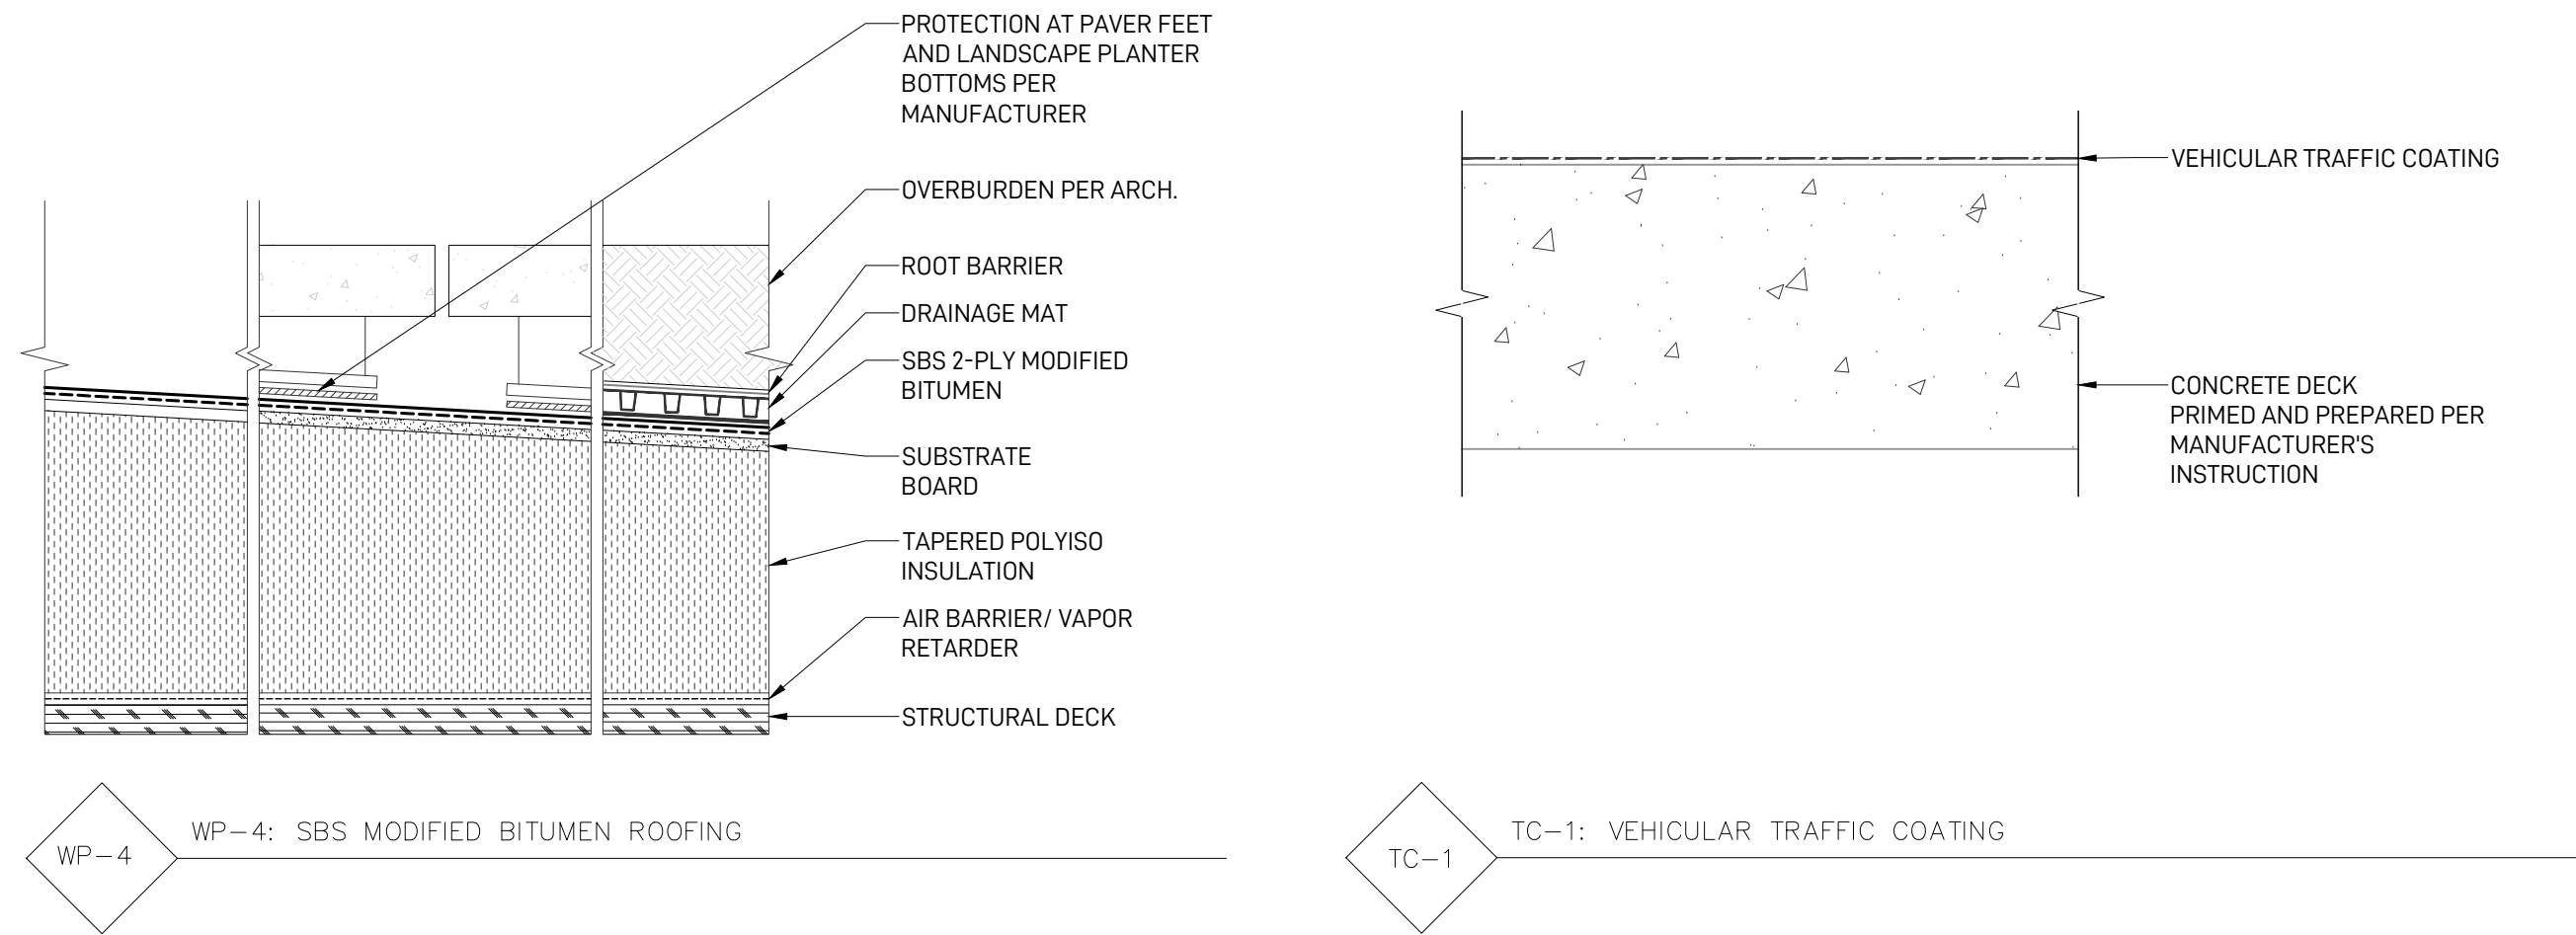 PROTECTION AT PAVER FEET
AND LANDSCAPE PLANTER
BOTTOMS PER
MANUFACTURER
OVERBURDEN PER ARCH.
ROOT BARRIER
DRAINAGE MAT
SBS 2-PLY MODIFIED
BITUMEN
SUBSTRATE
BOARD
TAPERED POLYISO
INSULATION
AIR BARRIER/ VAPOR
RETARDER
STRUCTURAL DECK
WP-4
WP-4: SBS MODIFIED BITUMEN ROOFING
VEHICULAR TRAFFIC COATING
CONCRETE DECK
PRIMED AND PREPARED PER
MANUFACTURER'S
INSTRUCTION
TC-1
TC-1: VEHICULAR TRAFFIC COATING